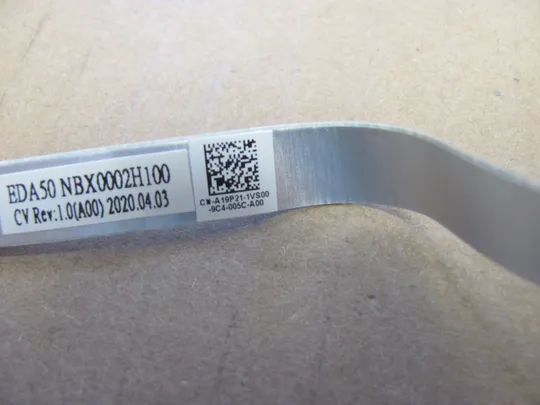 EDA50 NBX0002H100
CV Rev:1.0(A00) 2020.04.03
CW-A19P21-1VS00
-9C4-005C-A00